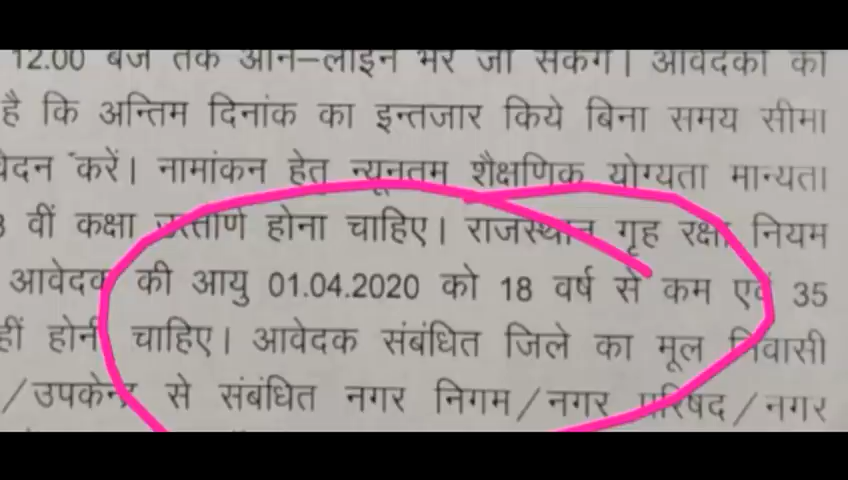 12.00 बजे तक ऑन–लाईन भरे जा सकेंगे। आवेदकों को
है कि अन्तिम दिनांक का इन्तजार किये बिना समय सीमा
करें। नामांकन हेतु न्यूनतम शैक्षणिक योग्यता मान्यता
वीं कक्षा उत्तीर्ण होना चाहिए। राजस्थान गृह रक्षा नियम
आवेदक की आयु 01.04.2020 को 18 वर्ष से कम एवं 35
होनी चाहिए। आवेदक संबंधित जिले का मूल निवासी
/उपकेन्द्र से संबंधित नगर निगम/नगर परिषद/नगर